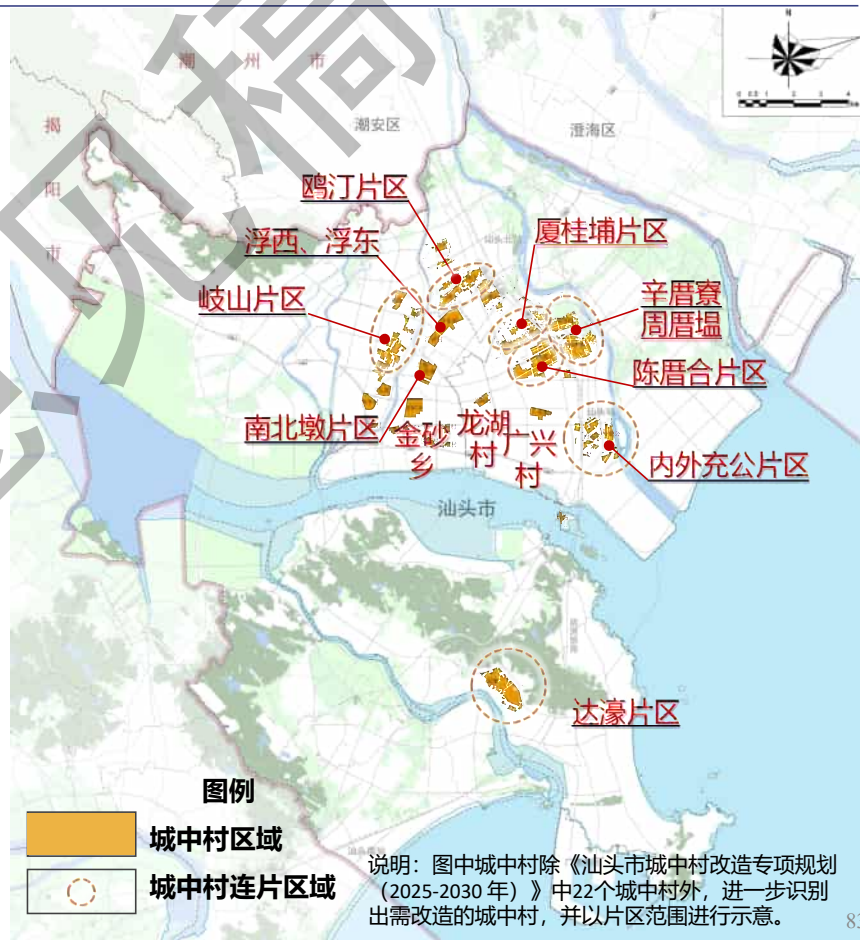 见稿
潮州市
揭阳市
潮安区
澄海区
鸥汀片区
浮西、浮东
厦桂埔片区
岐山片区
辛厝寮
周厝塭
陈厝合片区
南北墩片区
金砂
乡
龙湖
村
广兴
村
内外充公片区
汕头市
达濠片区
图例
城中村区域
城中村连片区域
说明：图中城中村除《汕头市城中村改造专项规划
（2025-2030 年）》中22个城中村外，进一步识别
出需改造的城中村，并以片区范围进行示意。